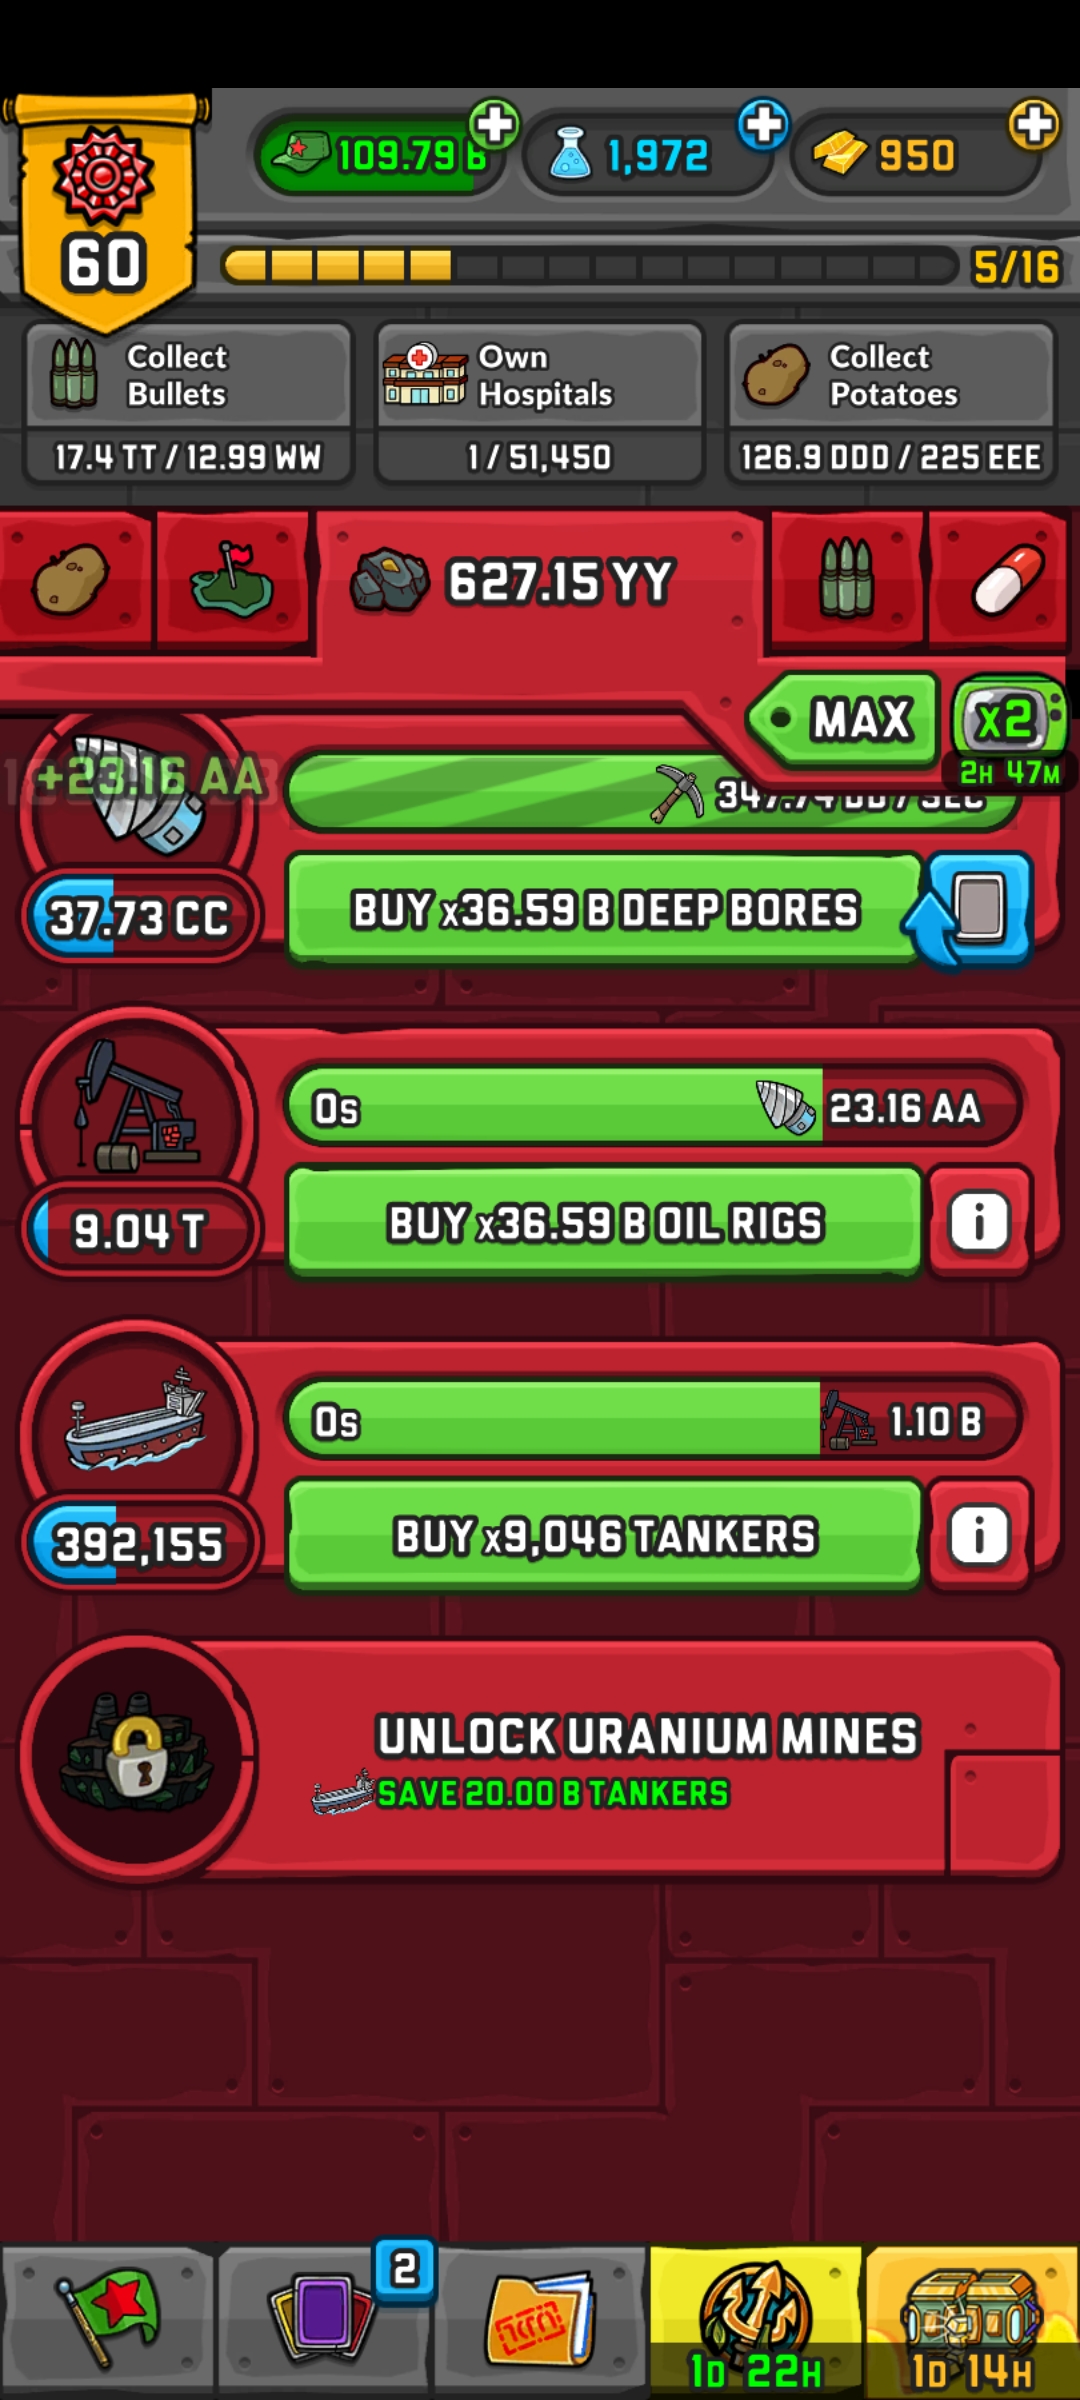 109.79 B
1,972
950
60
5/16
Collect
Bullets
17.4 TT / 12.99 WW
Own
Hospitals
1 / 51,450
Collect
Potatoes
126.9 DDD / 225 EEE
627.15 YY
MAX
x2
2H 47M
+23.16 AA
347.74 BB / SEC
37.73 CC
BUY x36.59 B DEEP BORES
0s
23.16 AA
9.04 T
BUY x36.59 B OIL RIGS
i
0s
1.10 B
392,155
BUY x9,046 TANKERS
i
UNLOCK URANIUM MINES
SAVE 20.00 B TANKERS
2
1D 22H
1D 14H